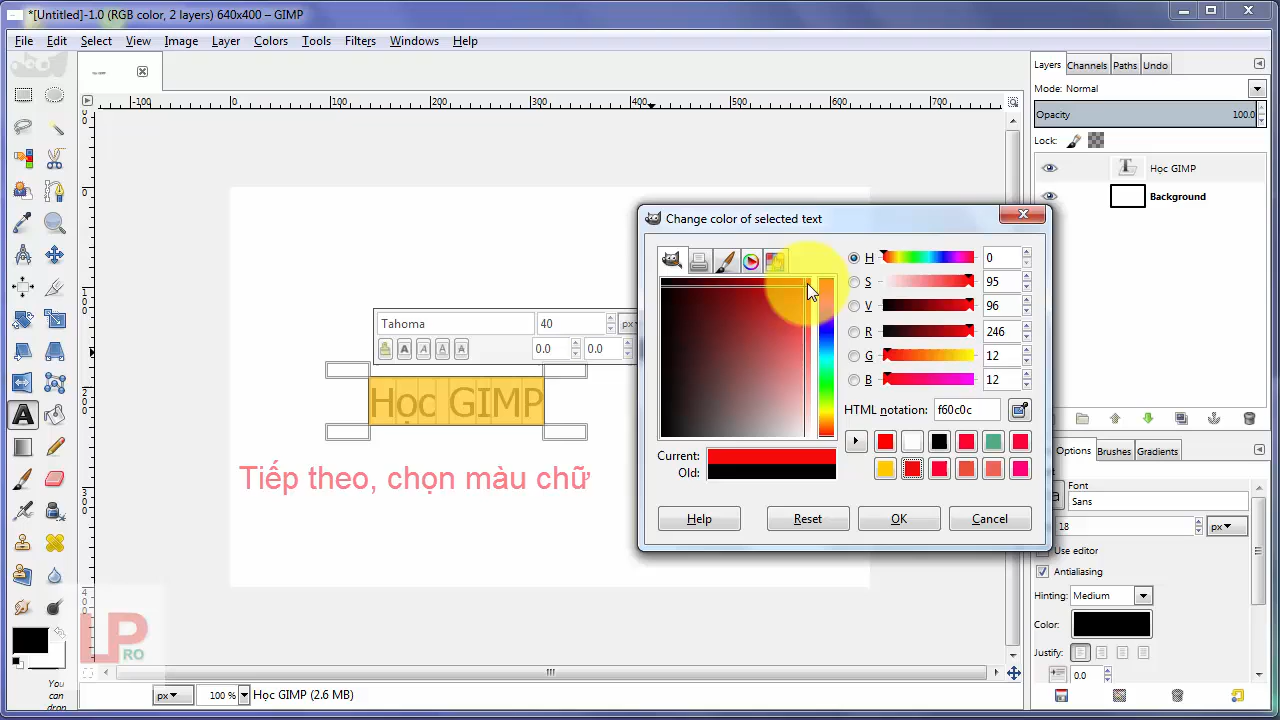 *[Untitled]-1.0 (RGB color, 2 layers) 640x400 – GIMP
File Edit Select View Image Layer Colors Tools Filters Windows Help
Layers Channels Paths Undo
Mode: Normal
-100 0 100 200 300 400 500 600 700
Opacity 100.0
Lock:
Học GIMP
Background
Change color of selected text
H 0
S 95
V 96
R 246
G 12
B 12
HTML notation: f60c0c
Current:
Old:
Help Reset OK Cancel
Tahoma 40 px
0.0 0.0
Học GIMP
Tiếp theo, chọn màu chữ
Options Brushes Gradients
Font
Sans
18 px
Use editor
Antialiasing
Hinting: Medium
Color:
Justify:
0.0
LP
RO
You
can
drop
px 100 % Học GIMP (2.6 MB)